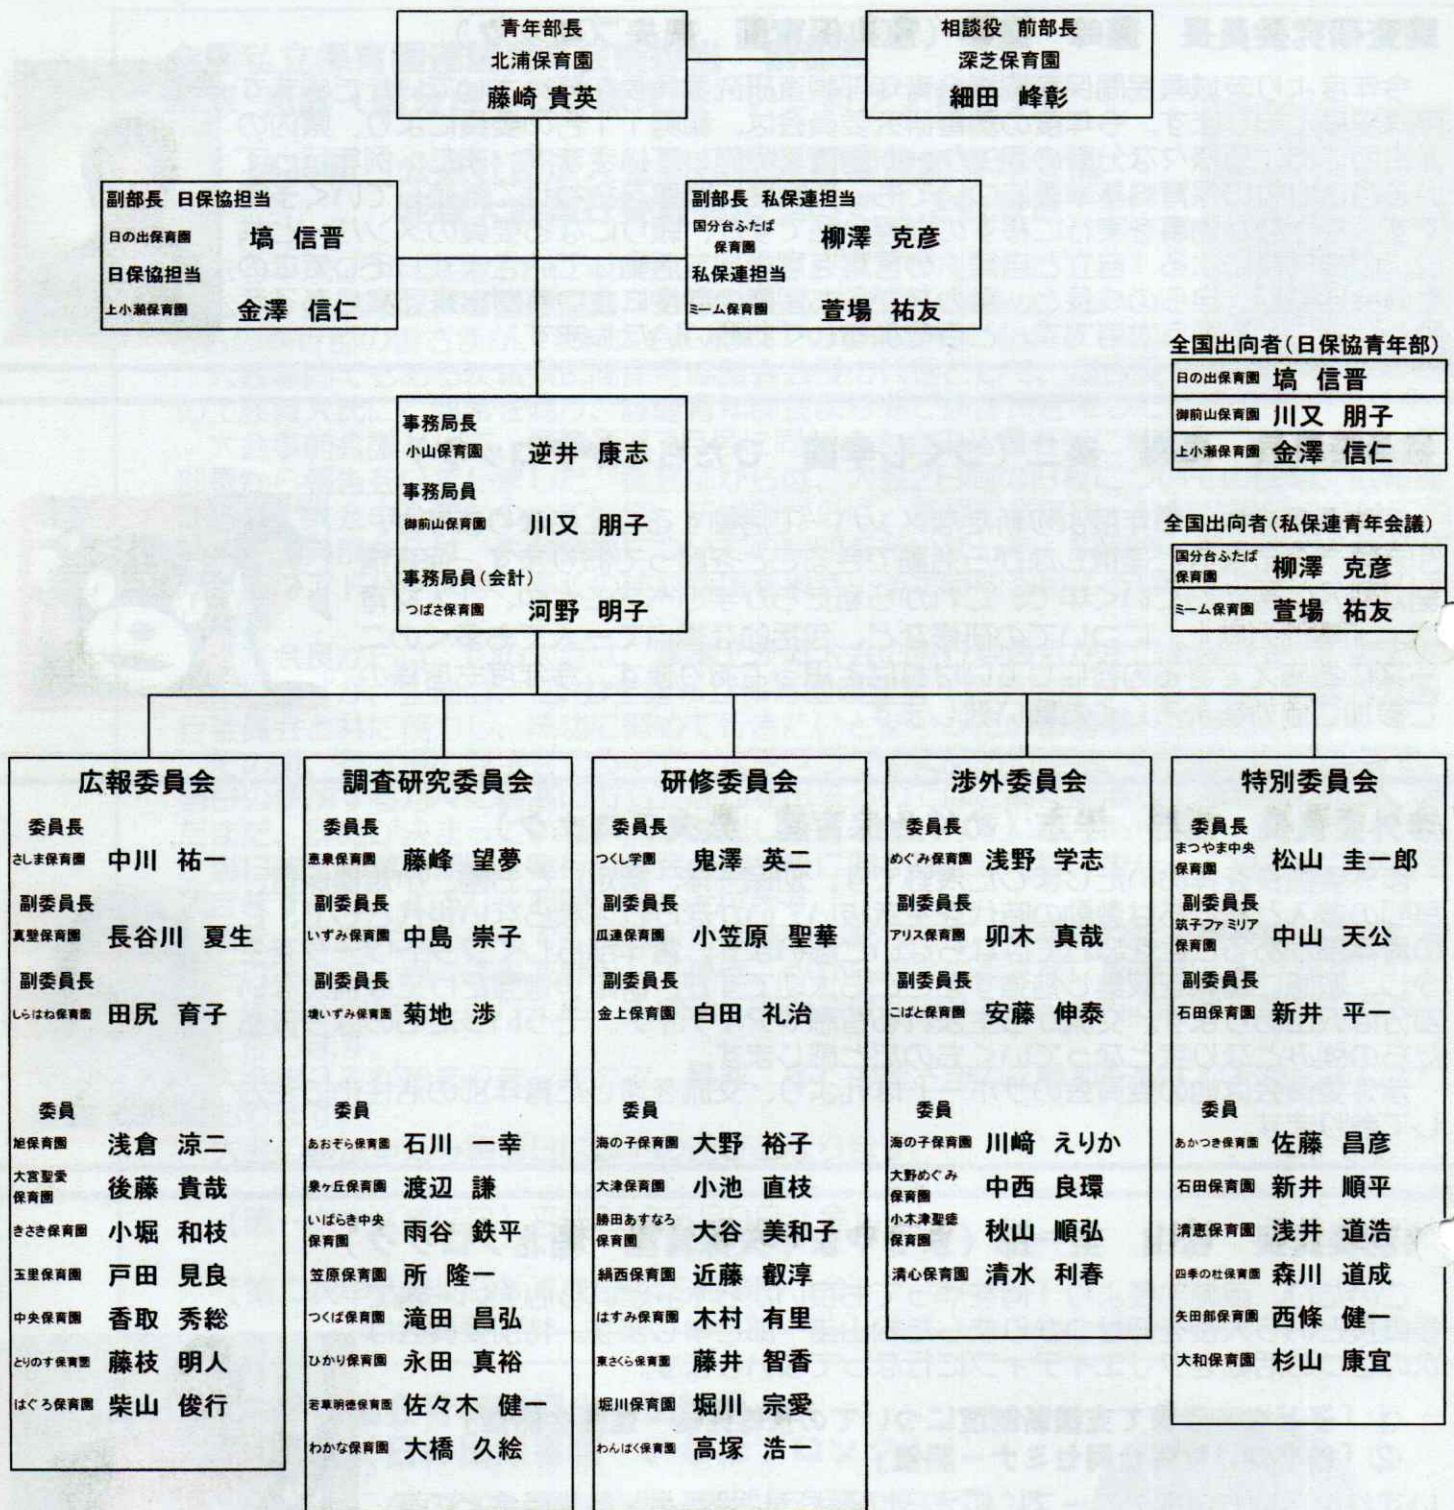 青年部長
北浦保育園
藤崎 貴英
相談役 前部長
深芝保育園
細田 峰彰
副部長 日保協担当
日の出保育園 塙 信晋
日保協担当
上小瀬保育園 金澤 信仁
副部長 私保連担当
国分台ふたば
保育園 柳澤 克彦
私保連担当
ミーム保育園 萱場 祐友
全国出向者(日保協青年部)
日の出保育園 塙 信晋
御前山保育園 川又 朋子
上小瀬保育園 金澤 信仁
全国出向者(私保連青年会議)
国分台ふたば
保育園 柳澤 克彦
ミーム保育園 萱場 祐友
事務局長
小山保育園 逆井 康志
事務局員
御前山保育園 川又 朋子
事務局員(会計)
つばさ保育園 河野 明子
広報委員会
委員長
さしま保育園 中川 祐一
副委員長
真壁保育園 長谷川 夏生
副委員長
しらはね保育園 田尻 育子
委員
旭保育園 浅倉 涼二
大宮聖愛
保育園 後藤 貴哉
きさき保育園 小堀 和枝
玉里保育園 戸田 見良
中央保育園 香取 秀総
とりのす保育園 藤枝 明人
はぐろ保育園 柴山 俊行
調査研究委員会
委員長
恵泉保育園 藤峰 望夢
副委員長
いずみ保育園 中島 崇子
副委員長
境いずみ保育園 菊地 渉
委員
あおぞら保育園 石川 一幸
泉ヶ丘保育園 渡辺 謙
いばらき中央
保育園 雨谷 鉄平
笠原保育園 所 隆一
つくば保育園 滝田 昌弘
ひかり保育園 永田 真裕
若草明徳保育園 佐々木 健一
わかな保育園 大橋 久絵
研修委員会
委員長
つくし学園 鬼澤 英二
副委員長
瓜連保育園 小笠原 聖華
副委員長
金上保育園 白田 礼治
委員
海の子保育園 大野 裕子
大津保育園 小池 直枝
勝田あすなろ
保育園 大谷 美和子
絹西保育園 近藤 叡淳
はすみ保育園 木村 有里
東さくら保育園 藤井 智香
堀川保育園 堀川 宗愛
わんぱく保育園 高塚 浩一
渉外委員会
委員長
めぐみ保育園 浅野 学志
副委員長
アリス保育園 卯木 真哉
副委員長
こばと保育園 安藤 伸泰
委員
海の子保育園 川﨑 えりか
大野めぐみ
保育園 中西 良環
小木津聖徳
保育園 秋山 順弘
清心保育園 清水 利春
特別委員会
委員長
まつやま中央
保育園 松山 圭一郎
副委員長
筑子ファミリア
保育園 中山 天公
副委員長
石田保育園 新井 平一
委員
あかつき保育園 佐藤 昌彦
石田保育園 新井 順平
清恵保育園 浅井 道浩
四季の杜保育園 森川 道成
矢田部保育園 西條 健一
大和保育園 杉山 康宜